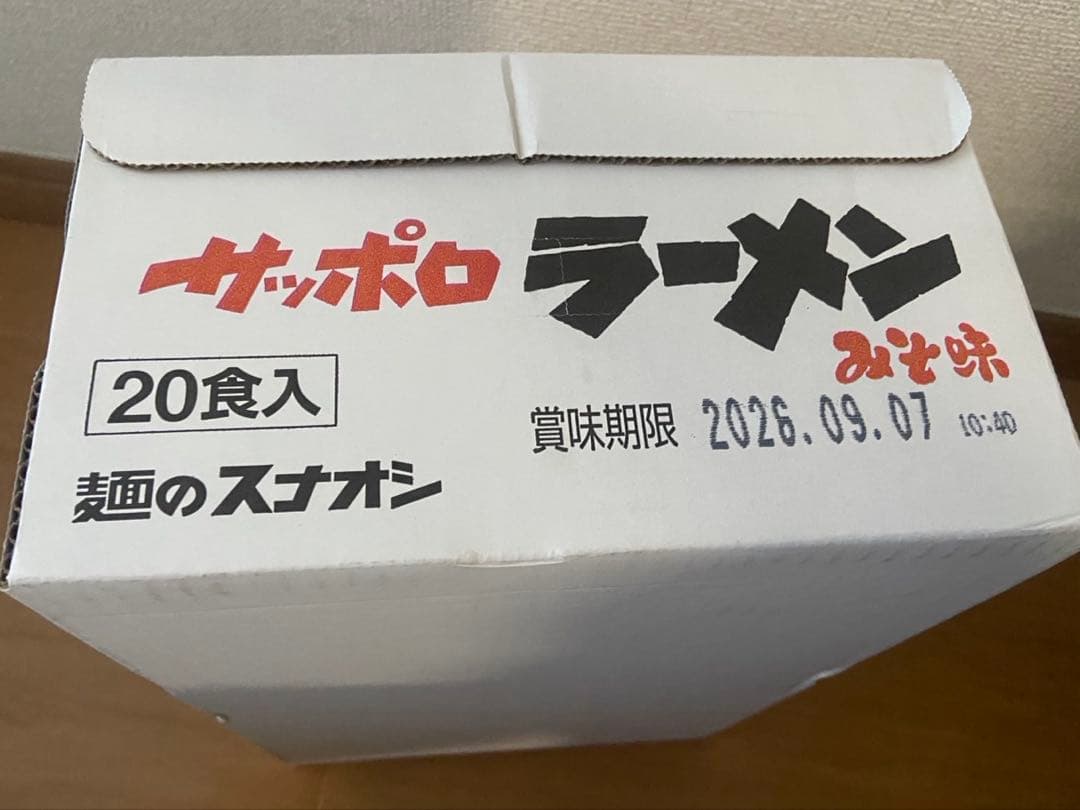 サッポロ ラーメン
みそ味
20食入
賞味期限 2026.09.07 10:40
麺のスナオシ